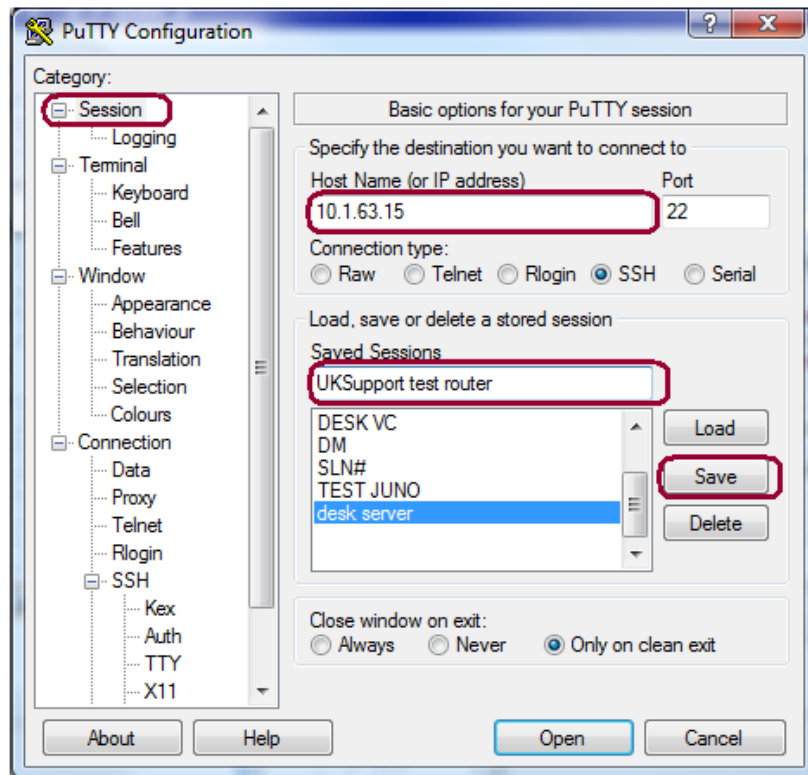 PuTTY Configuration
Category:
Session
Logging
Terminal
Keyboard
Bell
Features
Window
Appearance
Behaviour
Translation
Selection
Colours
Connection
Data
Proxy
Telnet
Rlogin
SSH
Kex
Auth
TTY
X11
Basic options for your PuTTY session
Specify the destination you want to connect to
Host Name (or IP address) Port
10.1.63.15 22
Connection type:
Raw Telnet Rlogin SSH Serial
Load, save or delete a stored session
Saved Sessions
UKSupport test router
DESK VC
DM
SLN#
TEST JUNO
desk server
Load
Save
Delete
Close window on exit:
Always Never Only on clean exit
About Help Open Cancel